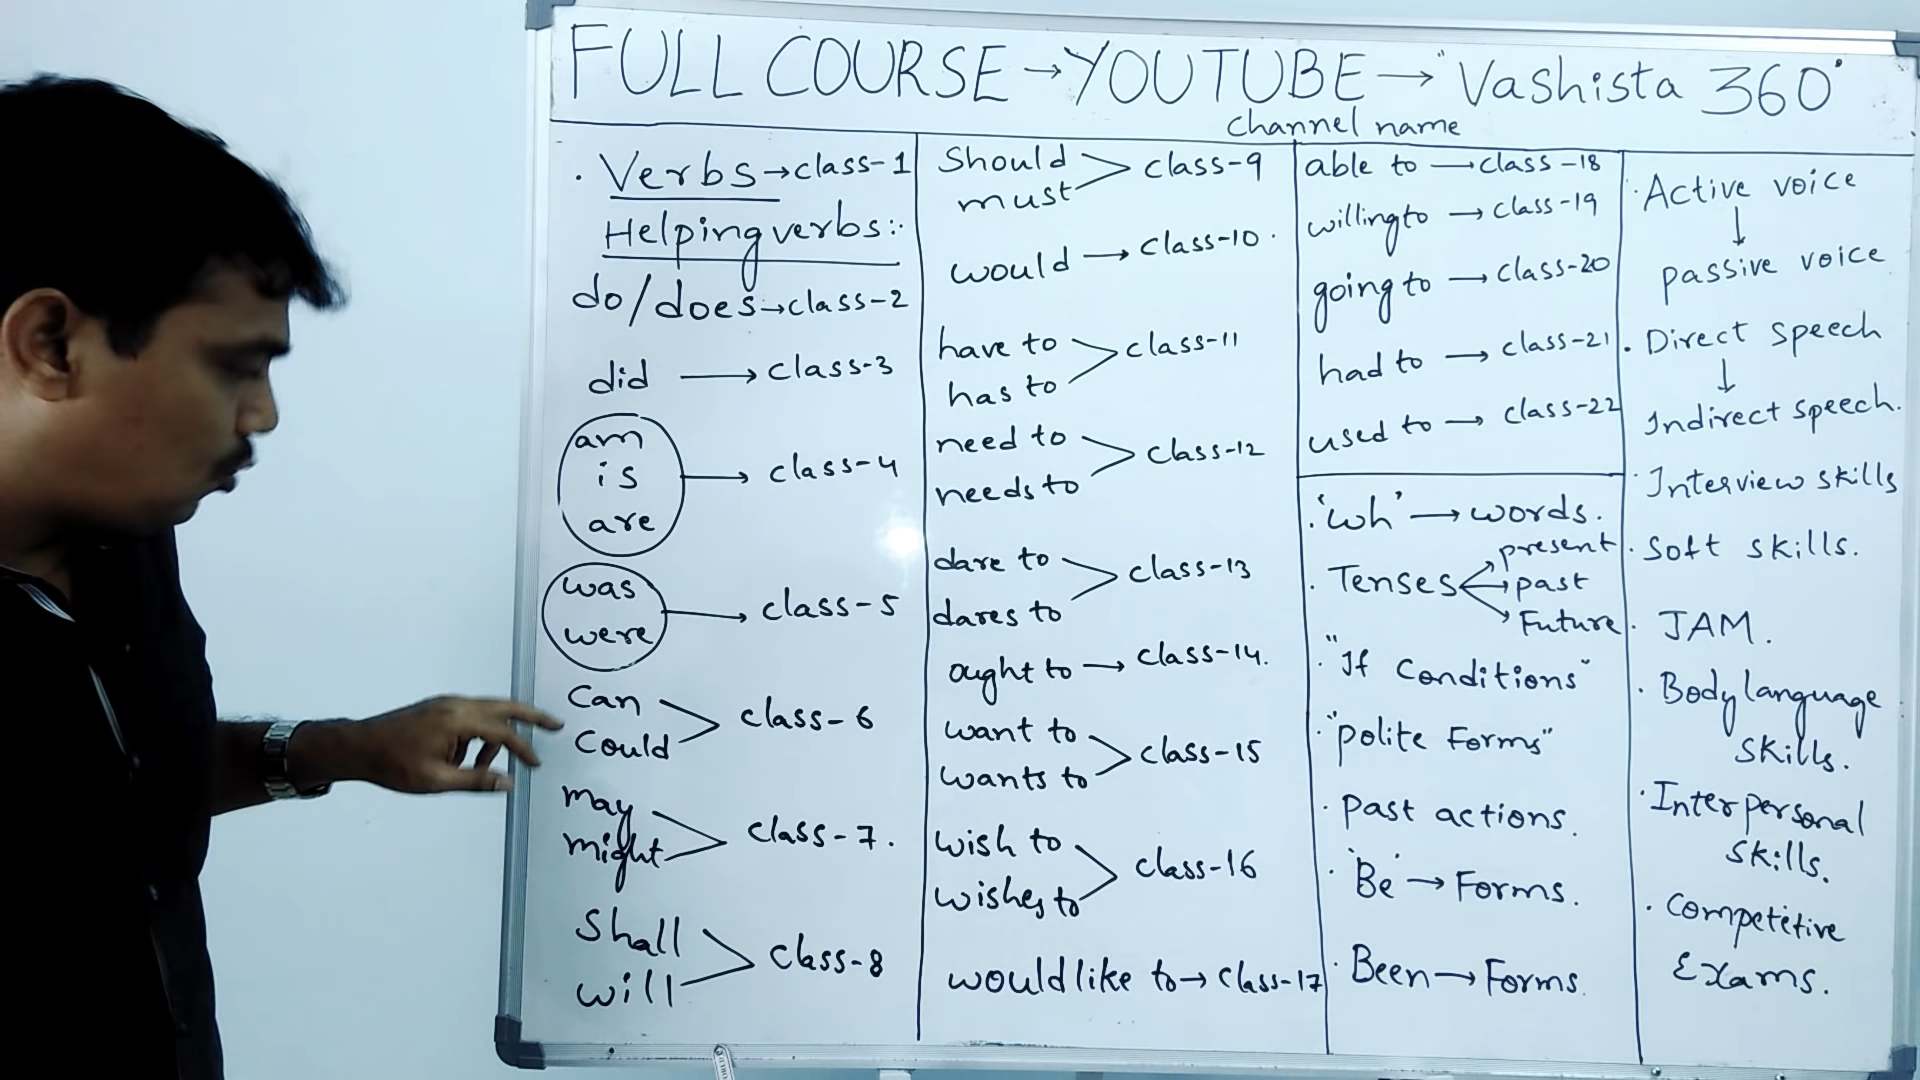 FULL COURSE → YOUTUBE → "Vashista 360"
channel name
. Verbs → class-1
Helping verbs:-
do/does → class-2
did → class-3
am
is
are
→ class-4
was
were
→ class-5
Can
Could
class-6
may
might
class-7.
Shall
will
class-8
Should
must
class-9
would → class-10.
have to
has to
class-11
need to
needs to
class-12
dare to
dares to
class-13
ought to → class-14.
want to
wants to
class-15
wish to
wishes to
class-16
would like to → class-17
able to → class-18
willing to → class-19
going to → class-20
had to → class-21
used to → class-22
. 'wh' → words.
. Tenses
→ present
→ past
→ Future
. "If Conditions"
. "polite Forms"
. past actions.
. 'Be' → Forms.
. Been → Forms.
. Active voice
↓
passive voice
. Direct speech
↓
Indirect speech.
. Interview skills
. Soft skills.
. JAM.
. Body language
skills.
. Interpersonal
skills.
. Competitive
Exams.